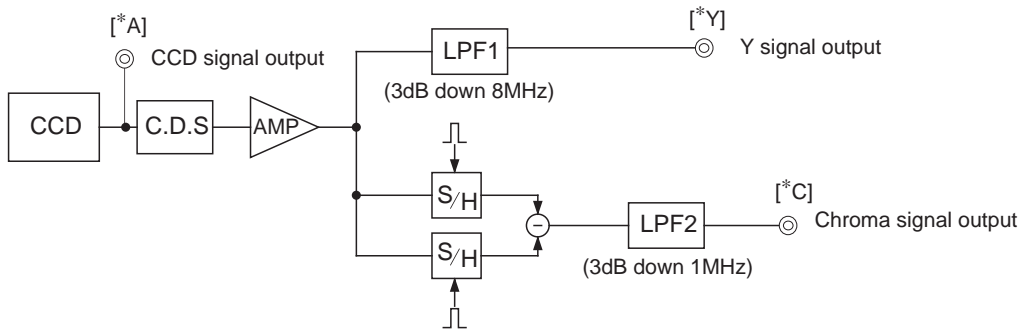 [*A]
CCD signal output
[*Y]
Y signal output
LPF1
(3dB down 8MHz)
CCD
C.D.S
AMP
S/H
[*C]
Chroma signal output
–
LPF2
S/H
(3dB down 1MHz)